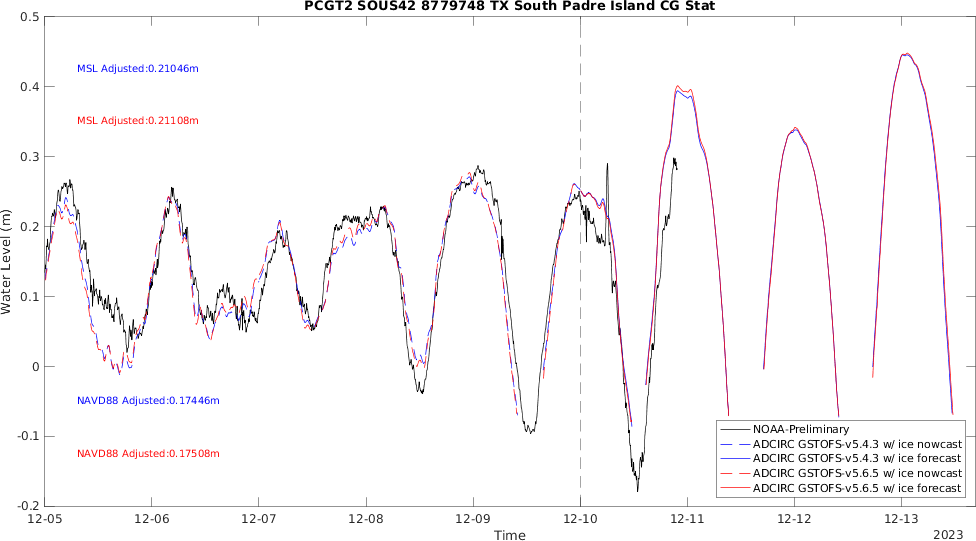 PCGT2 SOUS42 8779748 TX South Padre Island CG Stat
0.5
0.4
0.3
0.2
0.1
0
-0.1
-0.2
Water Level (m)
MSL Adjusted:0.21046m
MSL Adjusted:0.21108m
NAVD88 Adjusted:0.17446m
NAVD88 Adjusted:0.17508m
NOAA-Preliminary
ADCIRC GSTOFS-v5.4.3 w/ ice nowcast
ADCIRC GSTOFS-v5.4.3 w/ ice forecast
ADCIRC GSTOFS-v5.6.5 w/ ice nowcast
ADCIRC GSTOFS-v5.6.5 w/ ice forecast
12-05 12-06 12-07 12-08 12-09 12-10 12-11 12-12 12-13
Time
2023